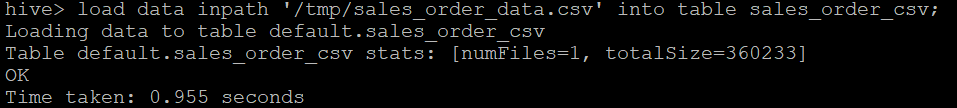 hive> load data inpath '/tmp/sales_order_data.csv' into table sales_order_csv;
Loading data to table default.sales_order_csv
Table default.sales_order_csv stats: [numFiles=1, totalSize=360233]
OK
Time taken: 0.955 seconds